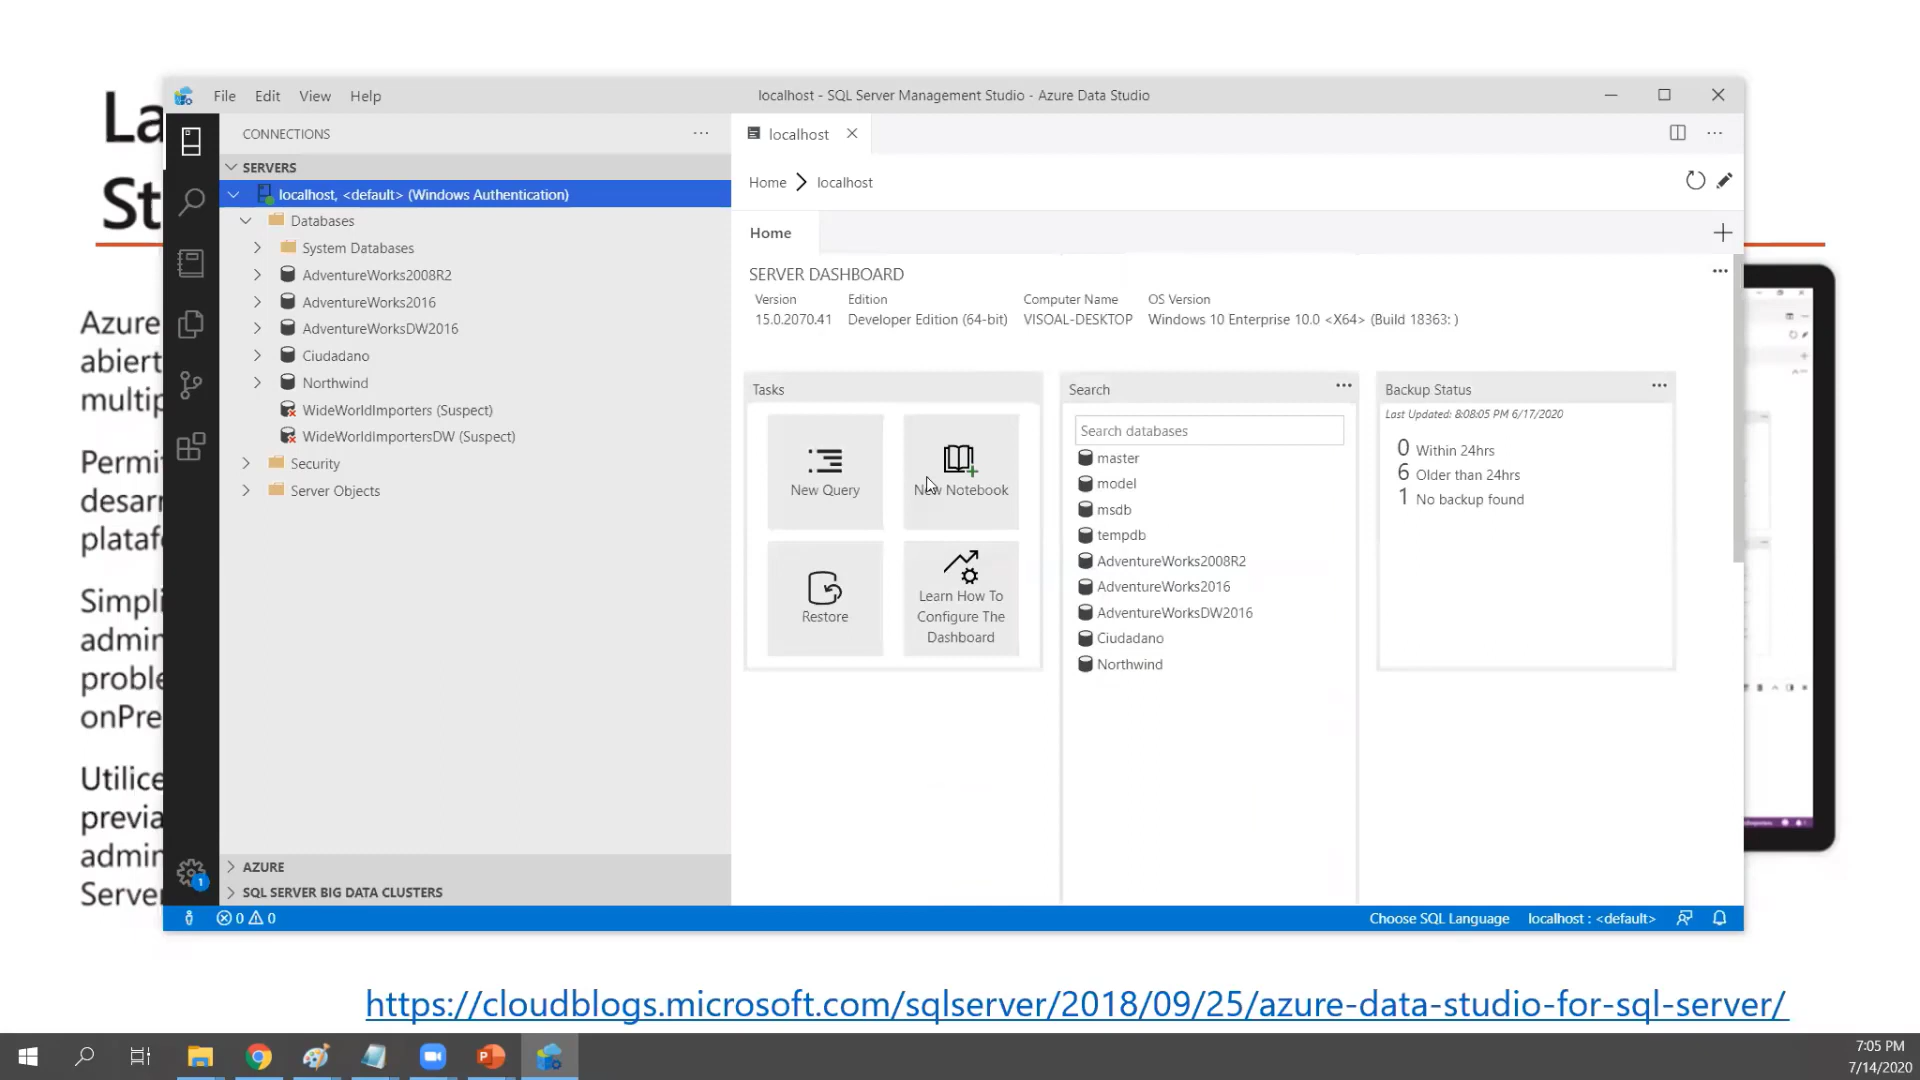 La
St
Azure
abiert
multip
Permit
desarr
platafo
Simpli
admin
proble
onPre
Utilice
previa
admin
Server
File Edit View Help
localhost - SQL Server Management Studio - Azure Data Studio
CONNECTIONS
SERVERS
localhost, <default> (Windows Authentication)
Databases
System Databases
AdventureWorks2008R2
AdventureWorks2016
AdventureWorksDW2016
Ciudadano
Northwind
WideWorldImporters (Suspect)
WideWorldImportersDW (Suspect)
Security
Server Objects
AZURE
SQL SERVER BIG DATA CLUSTERS
localhost
Home localhost
Home
SERVER DASHBOARD
Version Edition Computer Name OS Version
15.0.2070.41 Developer Edition (64-bit) VISOAL-DESKTOP Windows 10 Enterprise 10.0 <X64> (Build 18363: )
Tasks
New Query
New Notebook
Restore
Learn How To
Configure The
Dashboard
Search
Search databases
master
model
msdb
tempdb
AdventureWorks2008R2
AdventureWorks2016
AdventureWorksDW2016
Ciudadano
Northwind
Backup Status
Last Updated: 8:08:05 PM 6/17/2020
0 Within 24hrs
6 Older than 24hrs
1 No backup found
0 0
Choose SQL Language localhost : <default>
1
https://cloudblogs.microsoft.com/sqlserver/2018/09/25/azure-data-studio-for-sql-server/
7:05 PM
7/14/2020